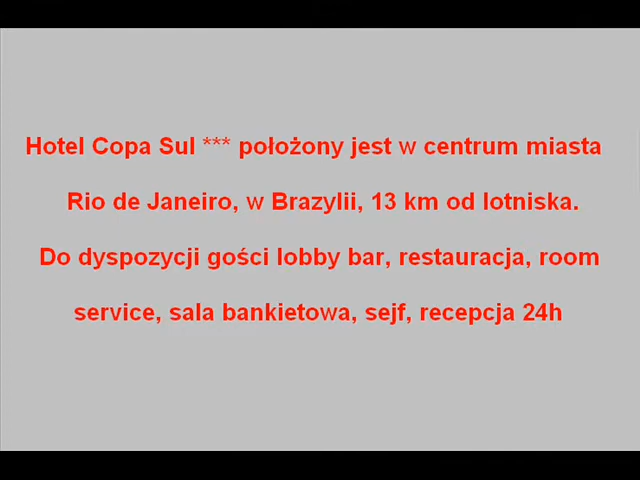 Hotel Copa Sul *** położony jest w centrum miasta
Rio de Janeiro, w Brazylii, 13 km od lotniska.
Do dyspozycji gości lobby bar, restauracja, room
service, sala bankietowa, sejf, recepcja 24h